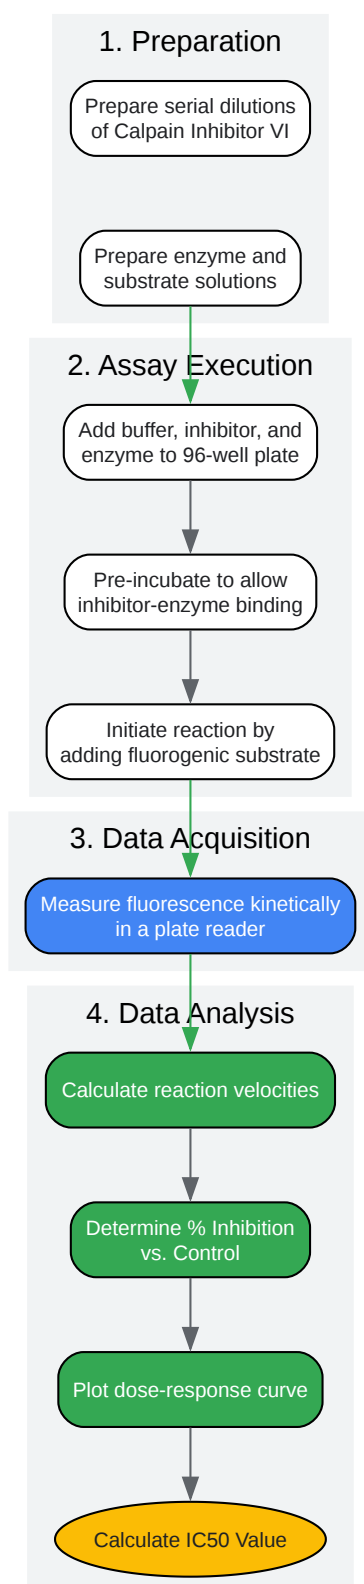 1. Preparation
Prepare serial dilutions
of Calpain Inhibitor VI
Prepare enzyme and
substrate solutions
2. Assay Execution
Add buffer, inhibitor, and
enzyme to 96-well plate
Pre-incubate to allow
inhibitor-enzyme binding
Initiate reaction by
adding fluorogenic substrate
3. Data Acquisition
Measure fluorescence kinetically
in a plate reader
4. Data Analysis
Calculate reaction velocities
Determine % Inhibition
vs. Control
Plot dose-response curve
Calculate IC50 Value